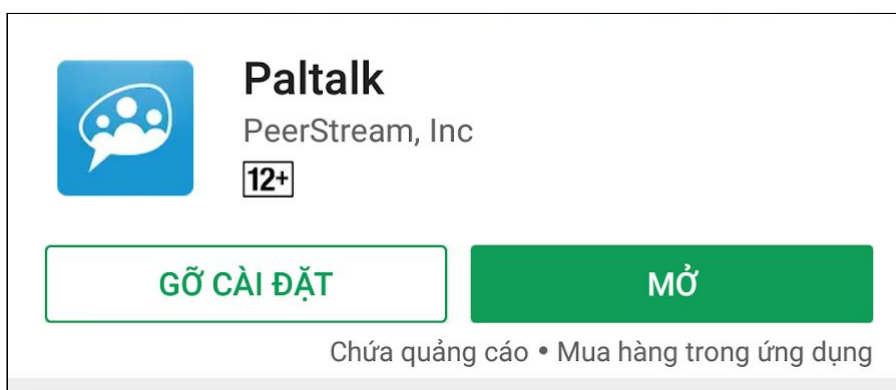 Paltalk
PeerStream, Inc
12+
GỠ CÀI ĐẶT
MỞ
Chứa quảng cáo • Mua hàng trong ứng dụng